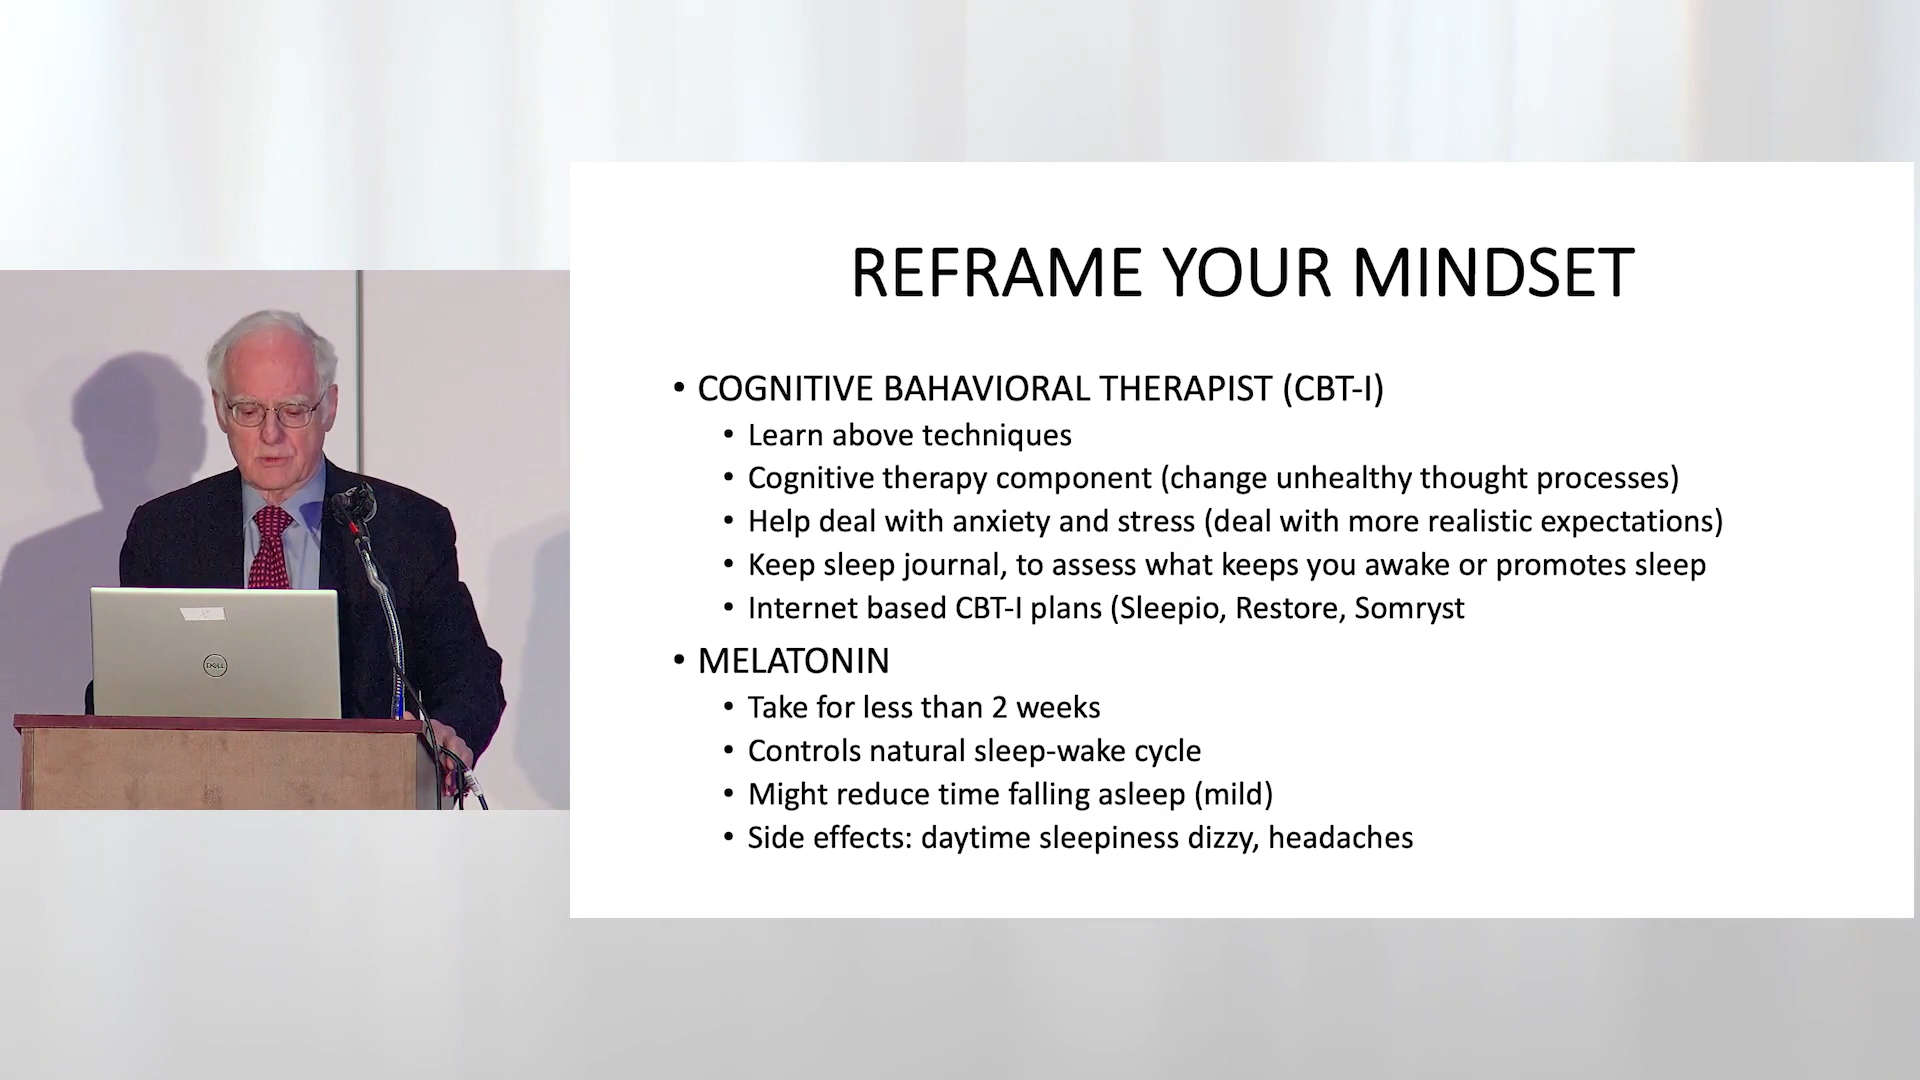 REFRAME YOUR MINDSET
• COGNITIVE BAHAVIORAL THERAPIST (CBT-I)
• Learn above techniques
• Cognitive therapy component (change unhealthy thought processes)
• Help deal with anxiety and stress (deal with more realistic expectations)
• Keep sleep journal, to assess what keeps you awake or promotes sleep
• Internet based CBT-I plans (Sleepio, Restore, Somryst
• MELATONIN
• Take for less than 2 weeks
• Controls natural sleep-wake cycle
• Might reduce time falling asleep (mild)
• Side effects: daytime sleepiness dizzy, headaches
DELL